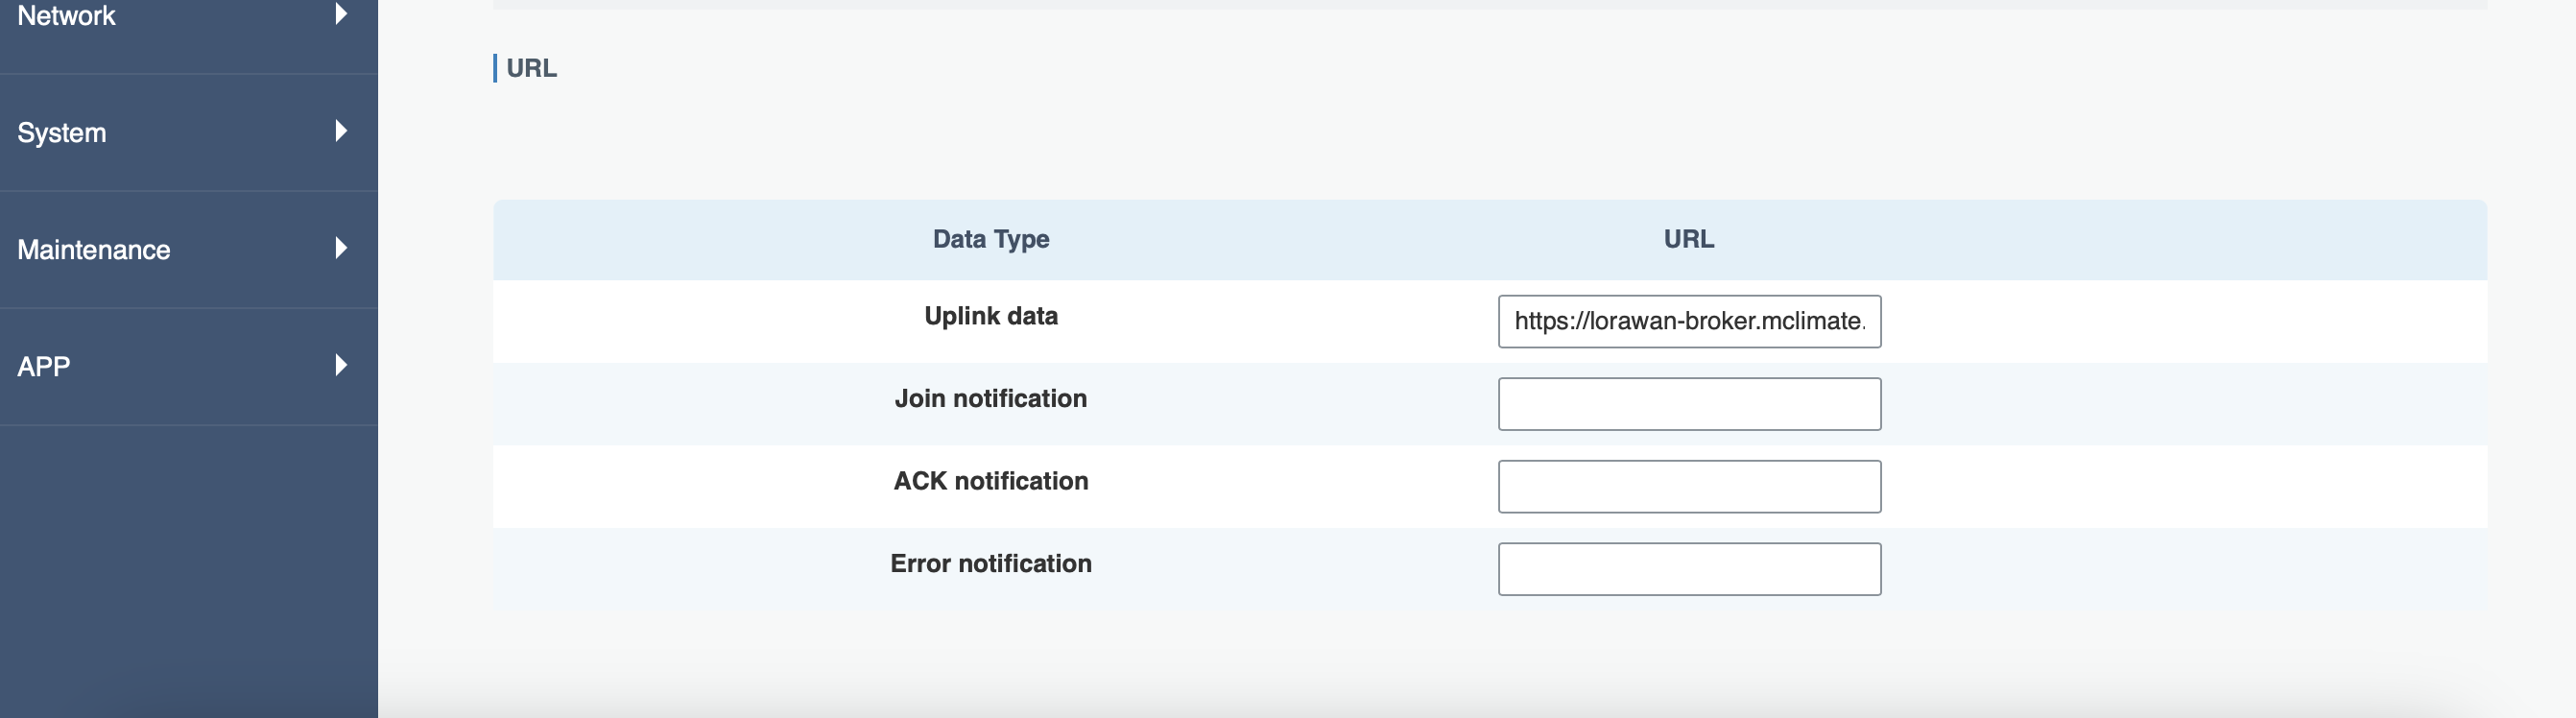 Network
System
Maintenance
APP
URL
Data Type URL
Uplink data https://lorawan-broker.mclimate.
Join notification
ACK notification
Error notification